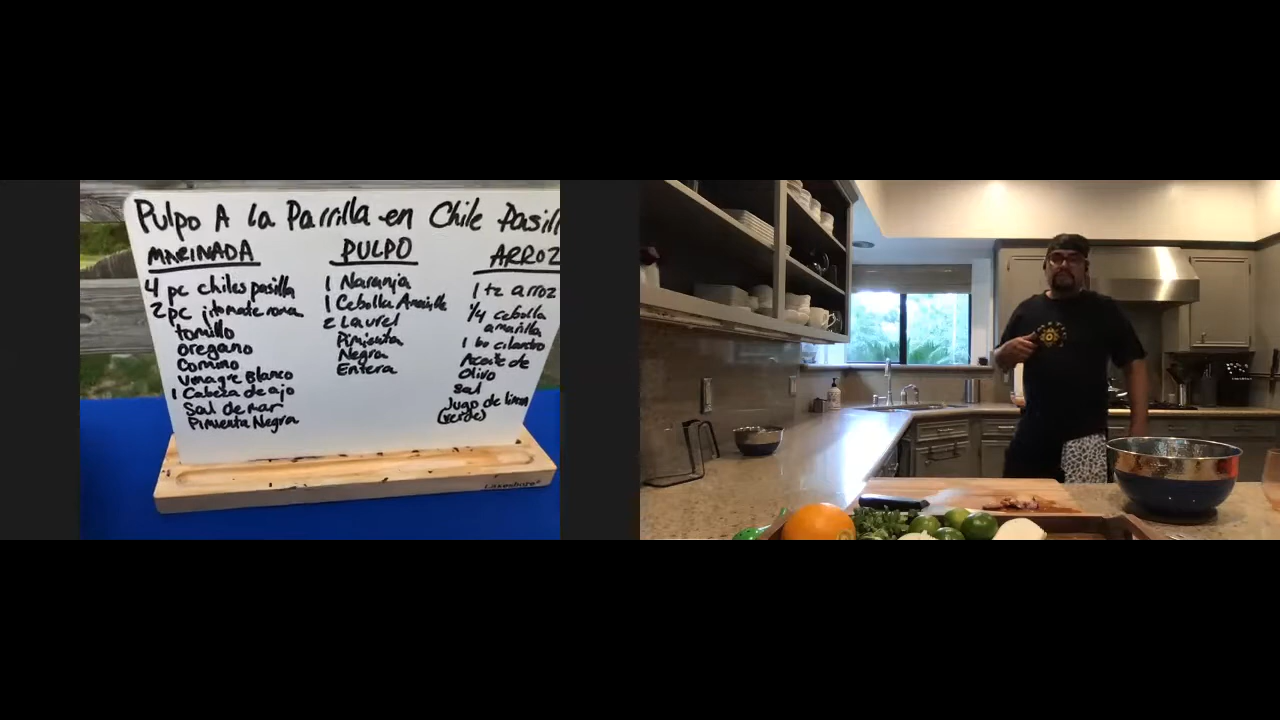 Pulpo A la Parrilla en Chile Pasill
MARINADA
4 pc chiles pasilla
2 pc jitomate roma
tomillo
oregano
Comino
Vinagre Blanco
1 Cabeza de ajo
Sal de mar
Pimienta Negra
PULPO
1 Naranja
1 Cebolla Amarilla
2 Laurel
Pimienta
Negra
Entera
ARROZ
1 tz arroz
1/4 cebolla
amarilla
1 bo cilantro
Aceite de
Olivo
Sal
Jugo de limon
(verde)